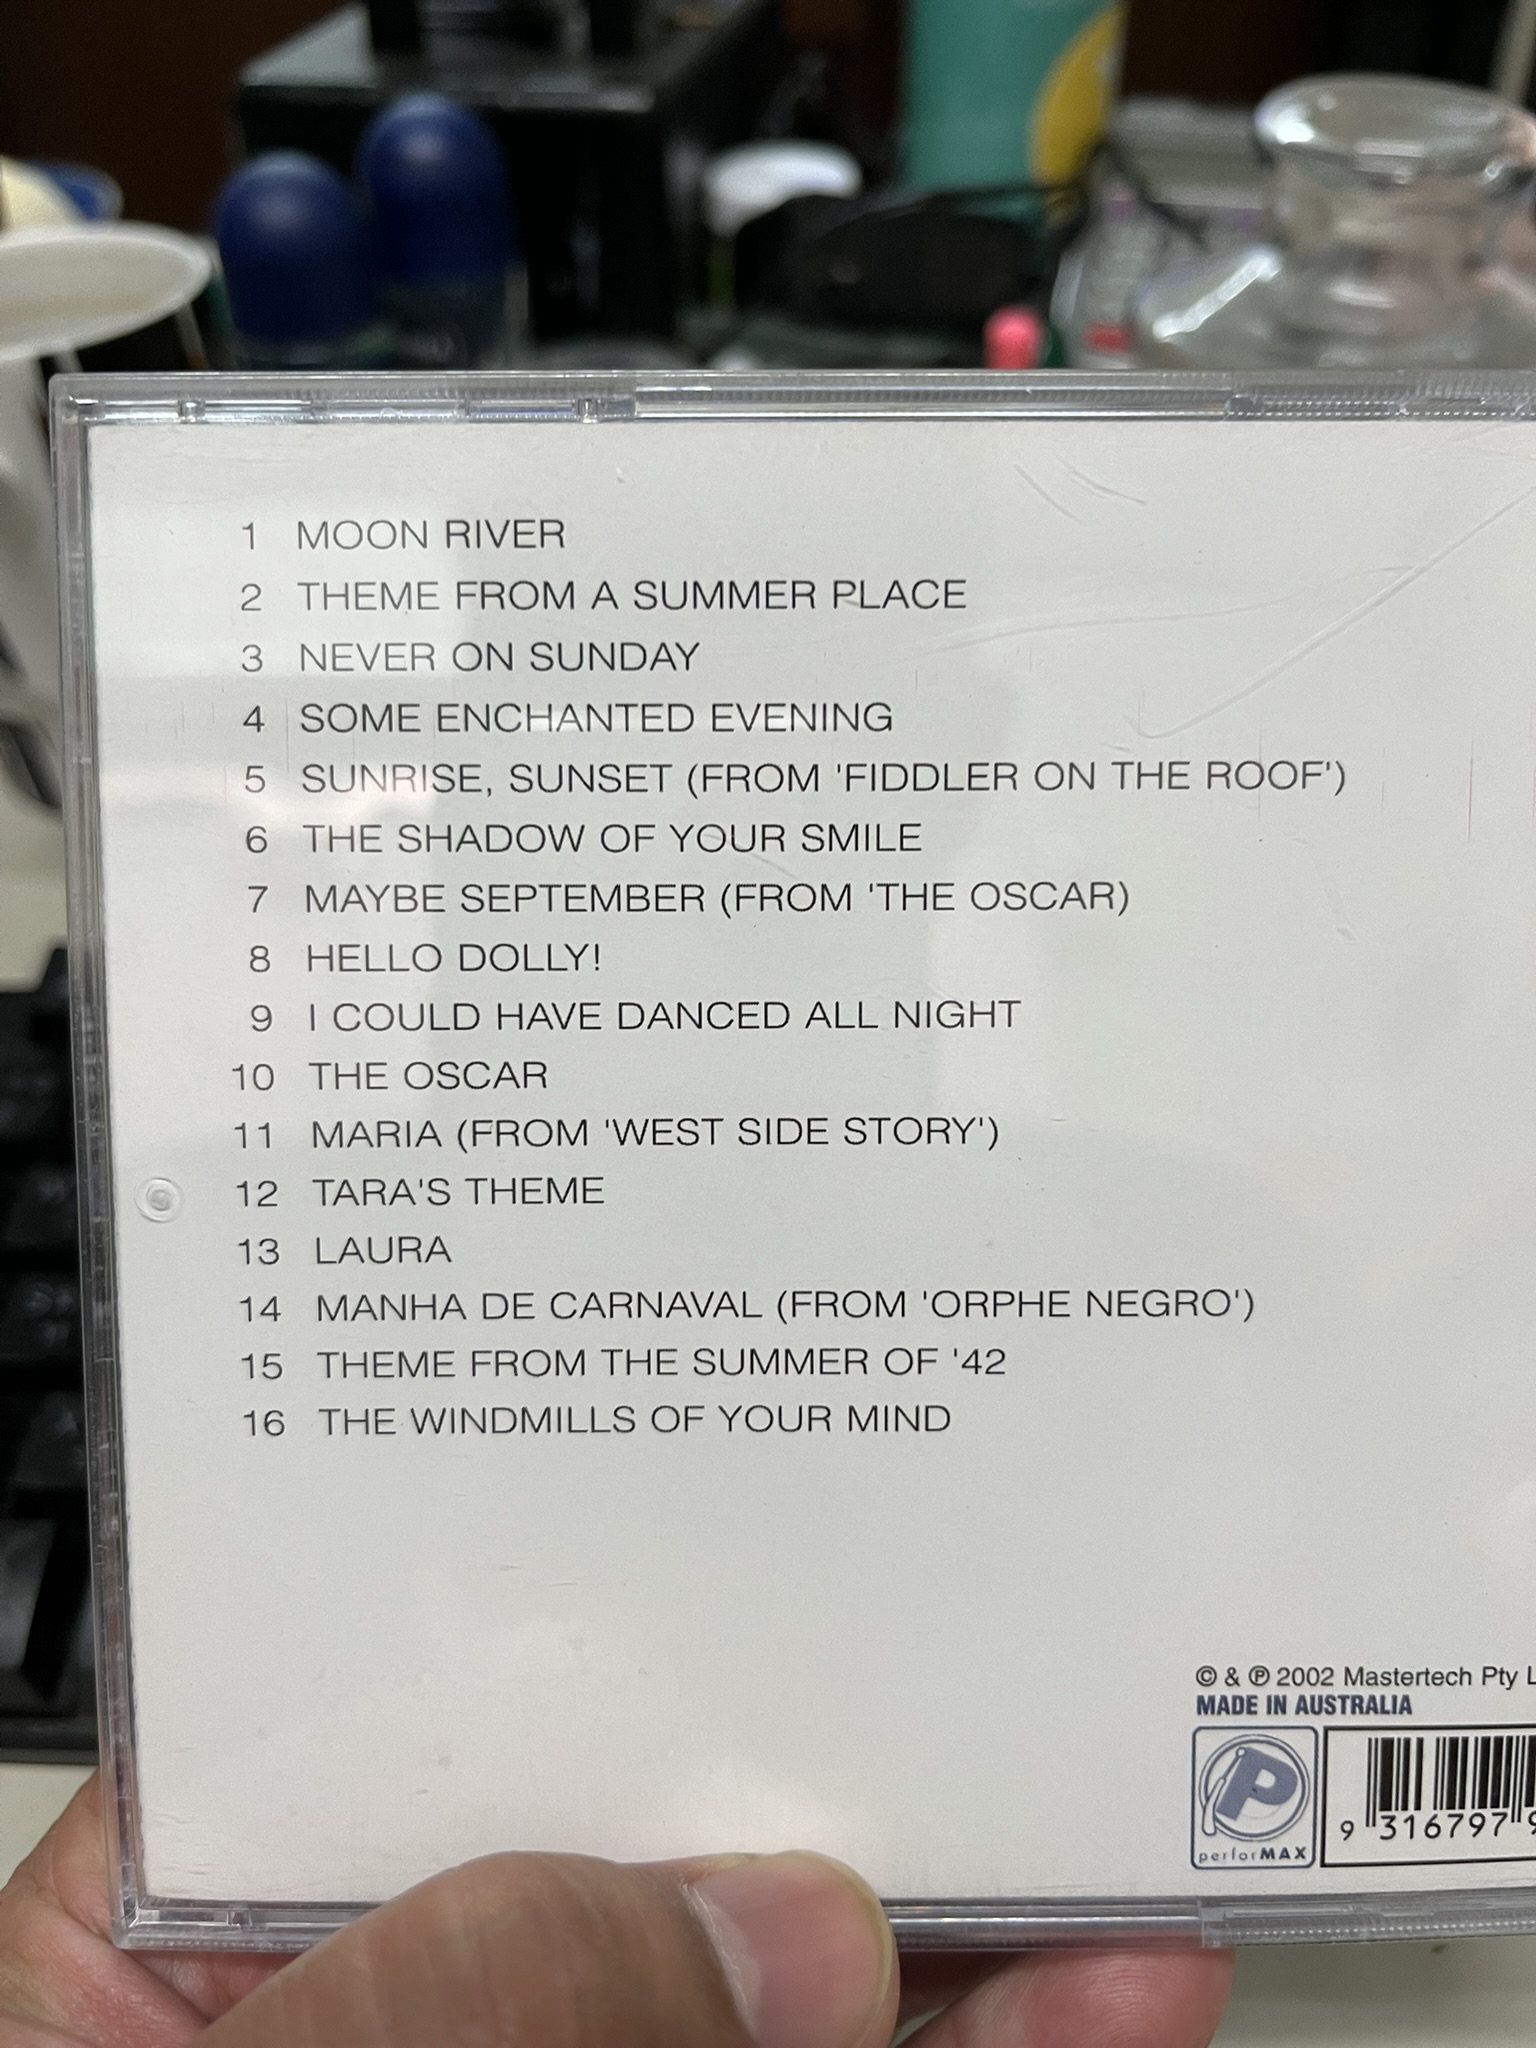 1 MOON RIVER
2 THEME FROM A SUMMER PLACE
3 NEVER ON SUNDAY
4 SOME ENCHANTED EVENING
5 SUNRISE, SUNSET (FROM 'FIDDLER ON THE ROOF')
6 THE SHADOW OF YOUR SMILE
7 MAYBE SEPTEMBER (FROM 'THE OSCAR)
8 HELLO DOLLY!
9 I COULD HAVE DANCED ALL NIGHT
10 THE OSCAR
11 MARIA (FROM 'WEST SIDE STORY')
12 TARA'S THEME
13 LAURA
14 MANHA DE CARNAVAL (FROM 'ORPHE NEGRO')
15 THEME FROM THE SUMMER OF '42
16 THE WINDMILLS OF YOUR MIND
© & ℗ 2002 Mastertech Pty
MADE IN AUSTRALIA
P
perforMAX
9 316797